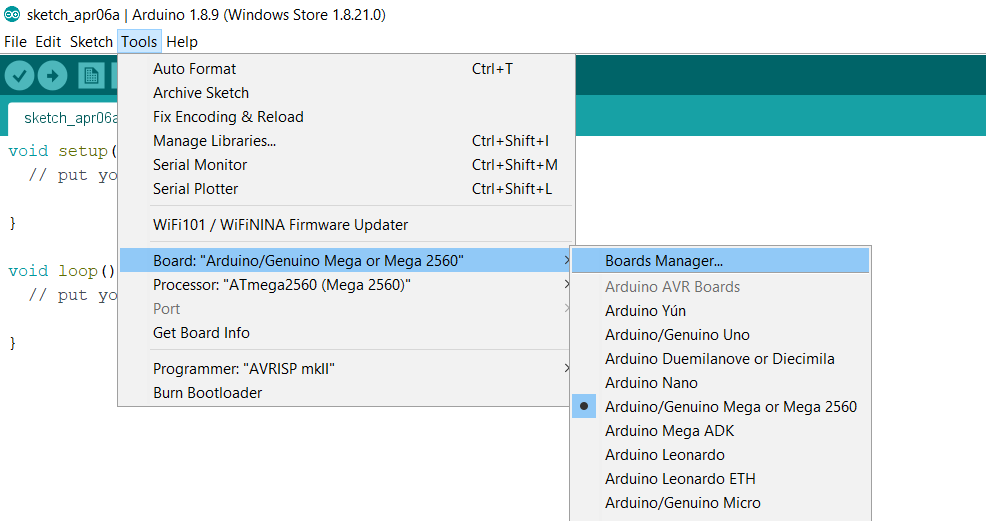 sketch_apr06a | Arduino 1.8.9 (Windows Store 1.8.21.0)
File Edit Sketch Tools Help
Auto Format Ctrl+T
Archive Sketch
Fix Encoding & Reload
Manage Libraries... Ctrl+Shift+I
Serial Monitor Ctrl+Shift+M
Serial Plotter Ctrl+Shift+L
WiFi101 / WiFiNINA Firmware Updater
Board: "Arduino/Genuino Mega or Mega 2560"
Processor: "ATmega2560 (Mega 2560)"
Port
Get Board Info
Programmer: "AVRISP mkII"
Burn Bootloader
Boards Manager...
Arduino AVR Boards
Arduino Yún
Arduino/Genuino Uno
Arduino Duemilanove or Diecimila
Arduino Nano
Arduino/Genuino Mega or Mega 2560
Arduino Mega ADK
Arduino Leonardo
Arduino Leonardo ETH
Arduino/Genuino Micro
sketch_apr06a
void setup(
// put yo
}
void loop()
// put yo
}